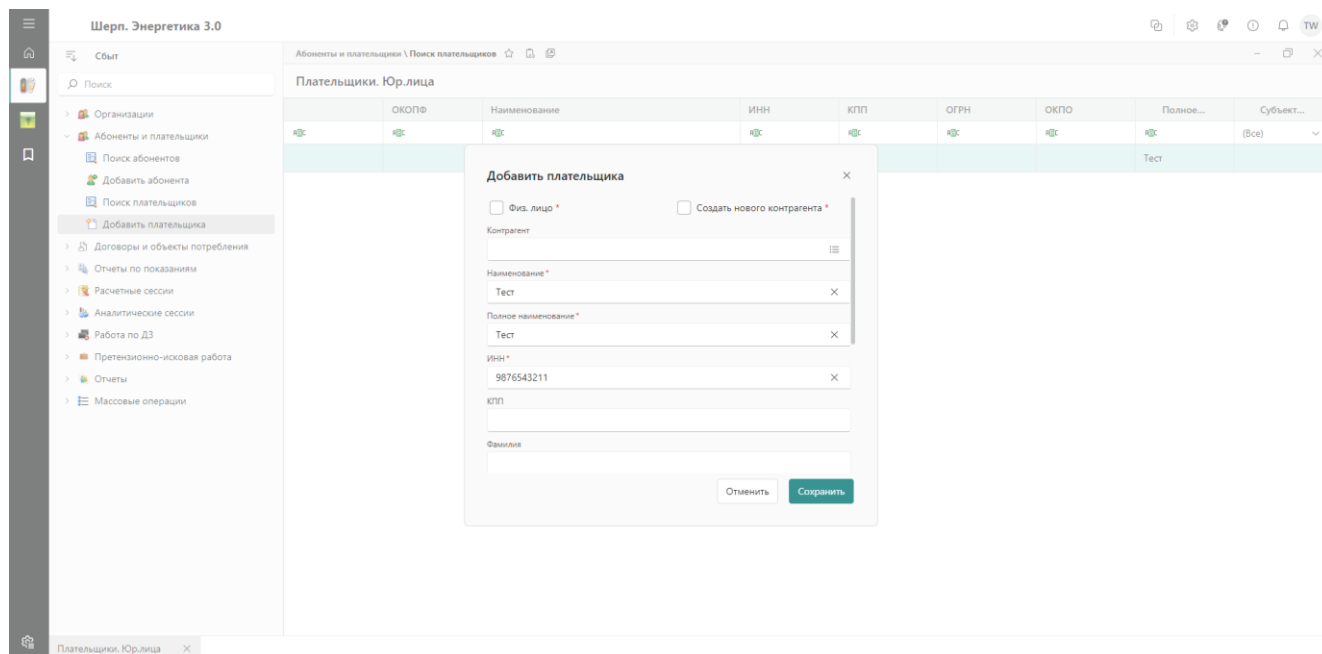 Шерп. Энергетика 3.0
TW
Сбыт
Абоненты и плательщики \ Поиск плательщиков
Поиск
Плательщики. Юр.лица
ОКОПФ Наименование ИНН КПП ОГРН ОКПО Полное... Субъект...
(Все)
Тест
Организации
Абоненты и плательщики
Поиск абонентов
Добавить абонента
Поиск плательщиков
Добавить плательщика
Договоры и объекты потребления
Отчеты по показаниям
Расчетные сессии
Аналитические сессии
Работа по ДЗ
Претензионно-исковая работа
Отчеты
Массовые операции
Добавить плательщика
Физ. лицо * Создать нового контрагента *
Контрагент
Наименование *
Тест
Полное наименование *
Тест
ИНН *
9876543211
КПП
Фамилия
Отменить Сохранить
Плательщики. Юр.лица